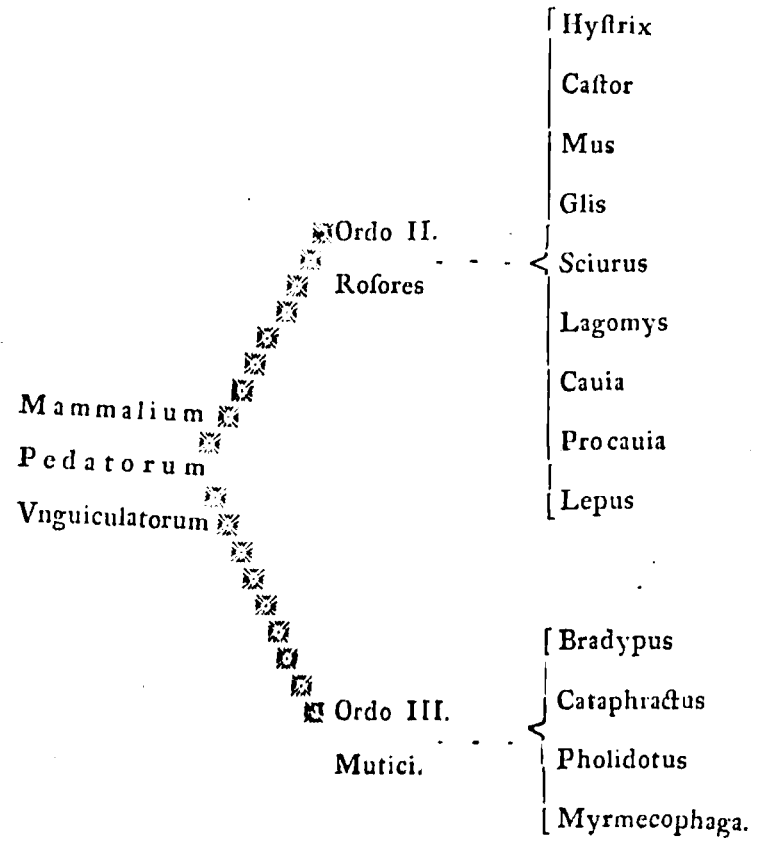 Mammalium
Pedatorum
Vnguiculatorum
Ordo II.
Roſores
Hyſtrix
Caſtor
Mus
Glis
Sciurus
Lagomys
Cauia
Procauia
Lepus
Ordo III.
Mutici.
Bradypus
Cataphractus
Pholidotus
Myrmecophaga.